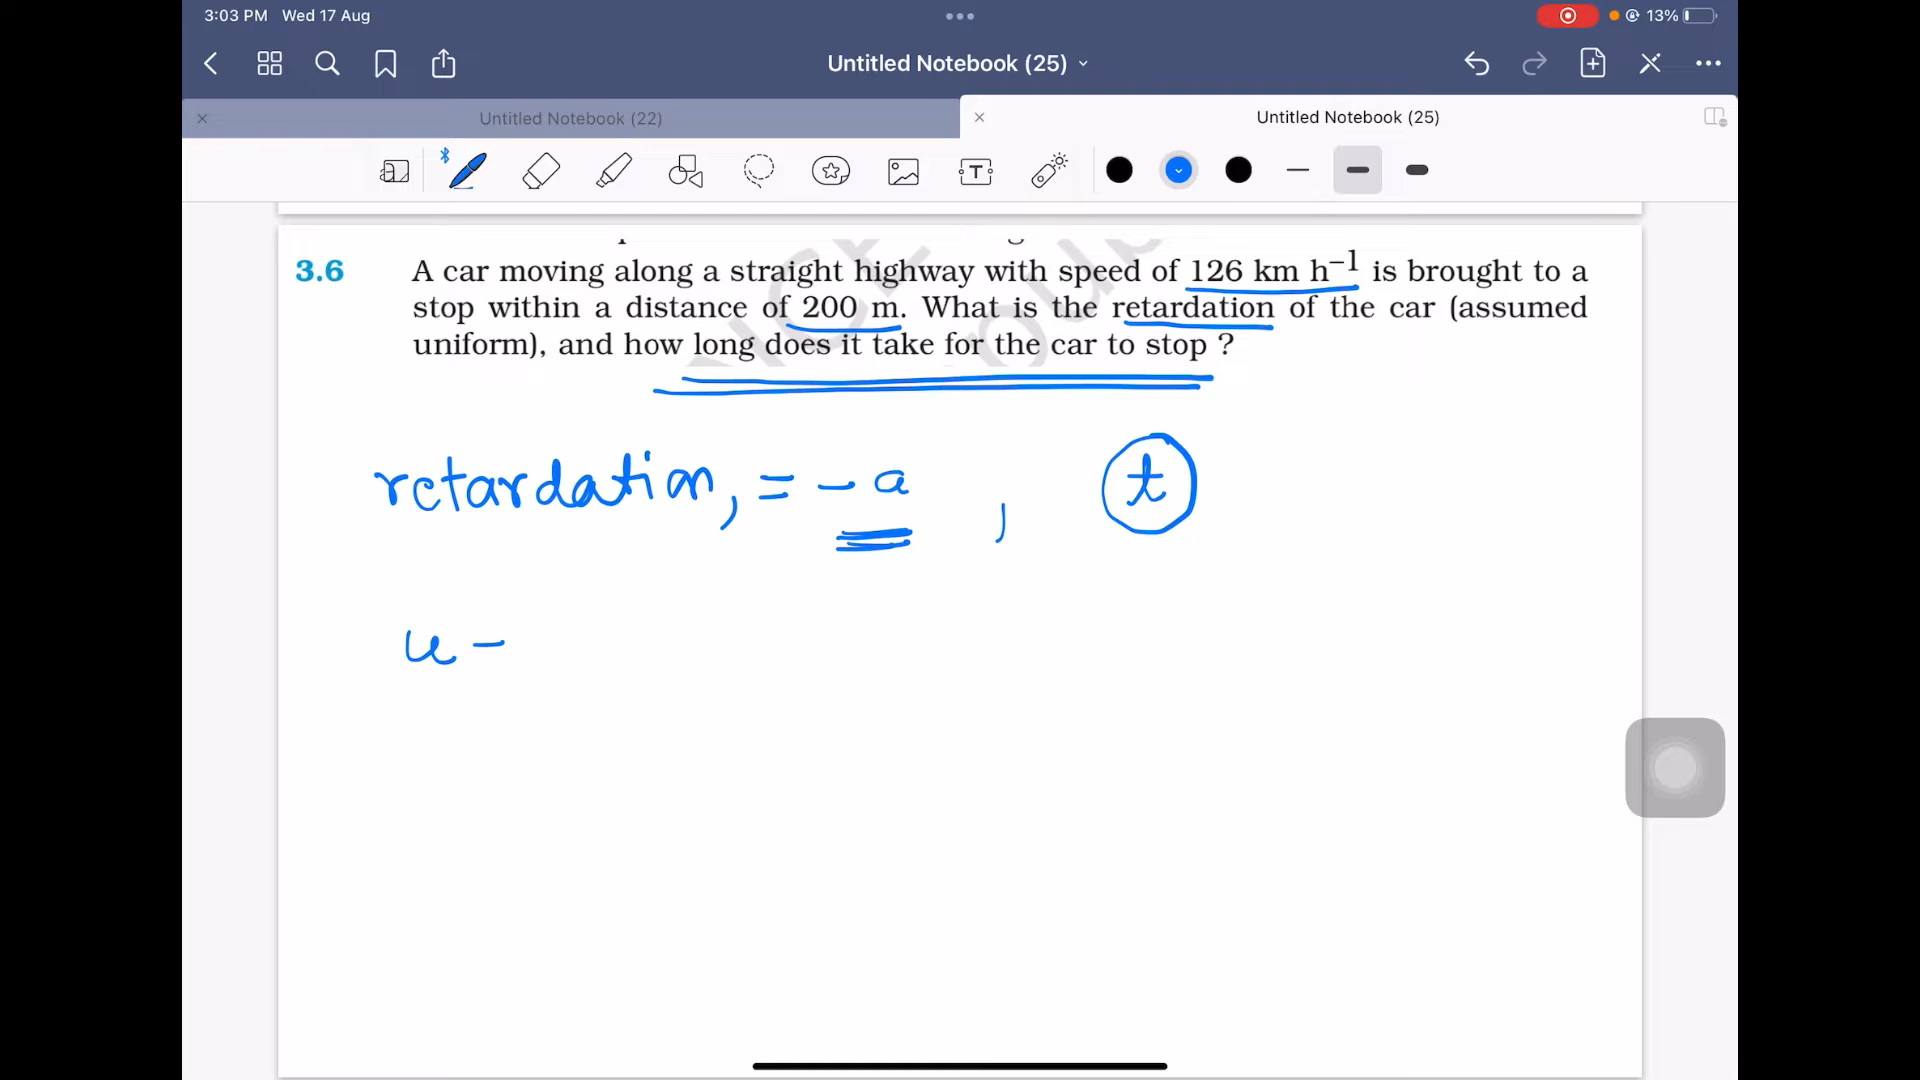 3:03 PM Wed 17 Aug
13%
Untitled Notebook (25)
Untitled Notebook (22)
Untitled Notebook (25)
3.6 A car moving along a straight highway with speed of 126 km h⁻¹ is brought to a
stop within a distance of 200 m. What is the retardation of the car (assumed
uniform), and how long does it take for the car to stop ?
retardation, = - a , t
u -